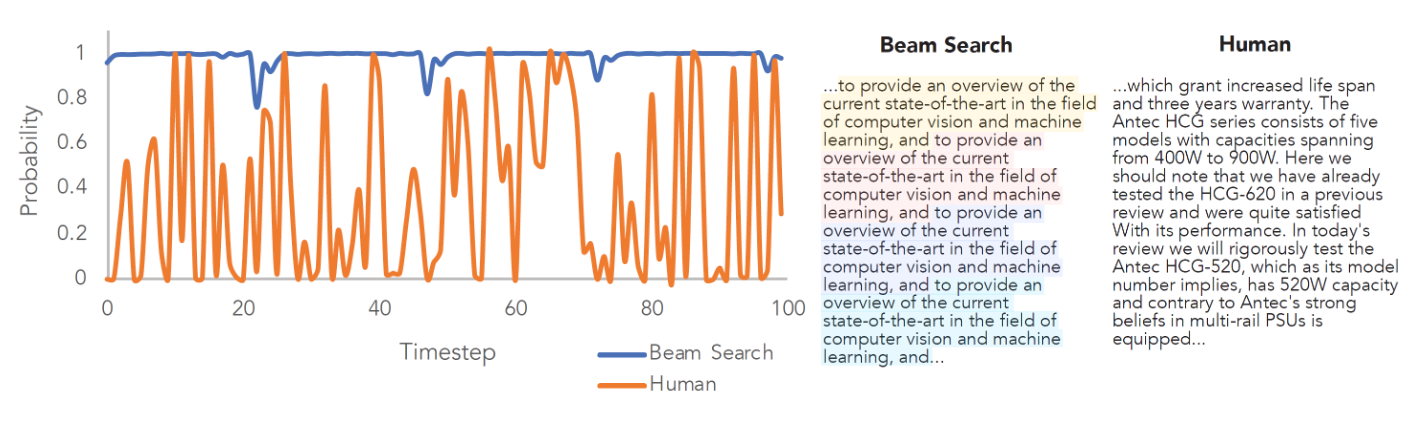 Probability
1
0.8
0.6
0.4
0.2
0
0 20 40 60 80 100
Timestep
Beam Search
Human
Beam Search
...to provide an overview of the
current state-of-the-art in the field
of computer vision and machine
learning, and to provide an
overview of the current
state-of-the-art in the field of
computer vision and machine
learning, and to provide an
overview of the current
state-of-the-art in the field of
computer vision and machine
learning, and to provide an
overview of the current
state-of-the-art in the field of
computer vision and machine
learning, and...
Human
...which grant increased life span
and three years warranty. The
Antec HCG series consists of five
models with capacities spanning
from 400W to 900W. Here we
should note that we have already
tested the HCG-620 in a previous
review and were quite satisfied
With its performance. In today's
review we will rigorously test the
Antec HCG-520, which as its model
number implies, has 520W capacity
and contrary to Antec's strong
beliefs in multi-rail PSUs is
equipped...